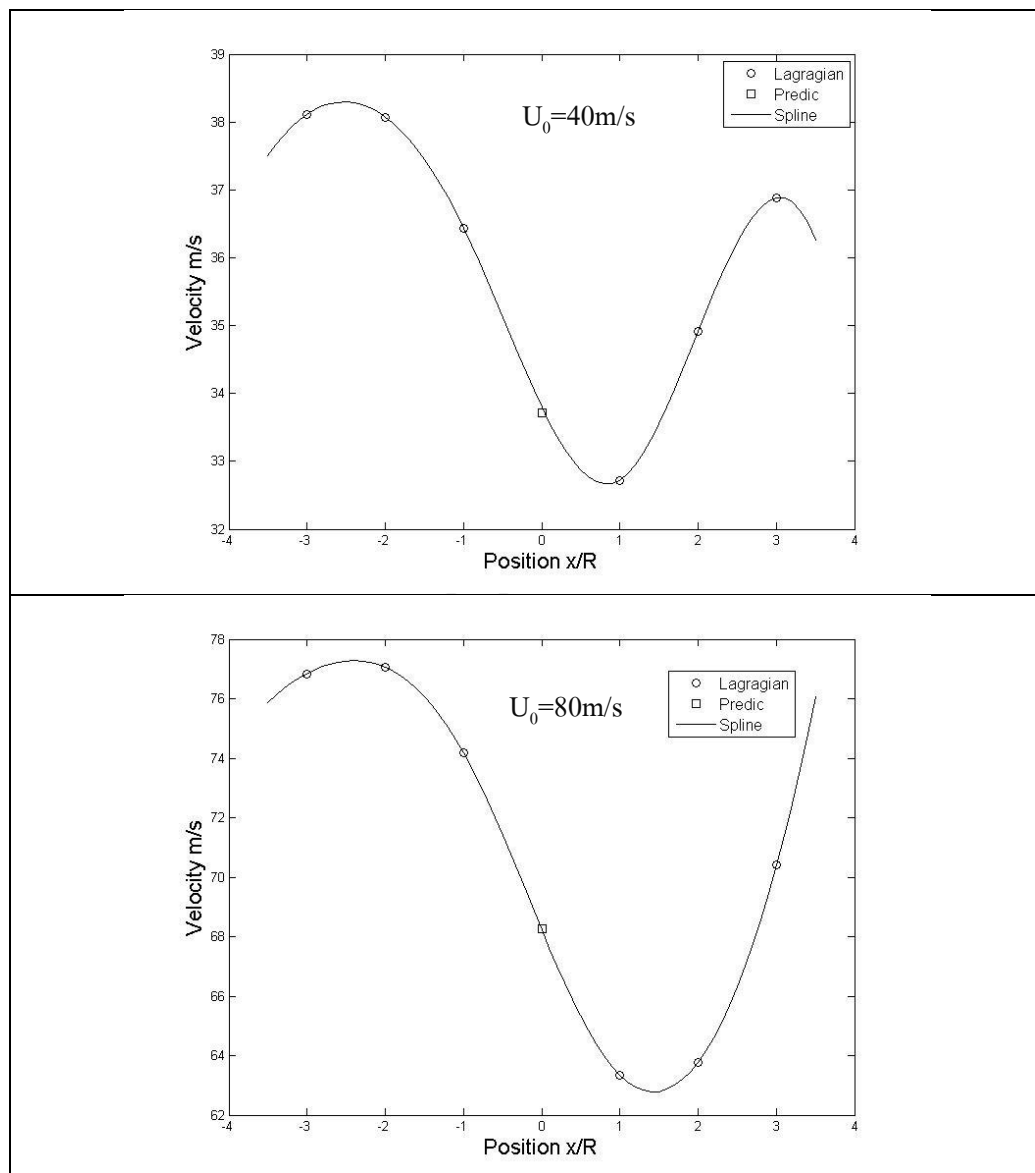 39
38
37
36
35
34
33
32
Velocity m/s
U₀=40m/s
Lagragian
Predic
Spline
-4 -3 -2 -1 0 1 2 3 4
Position x/R
78
76
74
72
70
68
66
64
62
Velocity m/s
U₀=80m/s
Lagragian
Predic
Spline
-4 -3 -2 -1 0 1 2 3 4
Position x/R